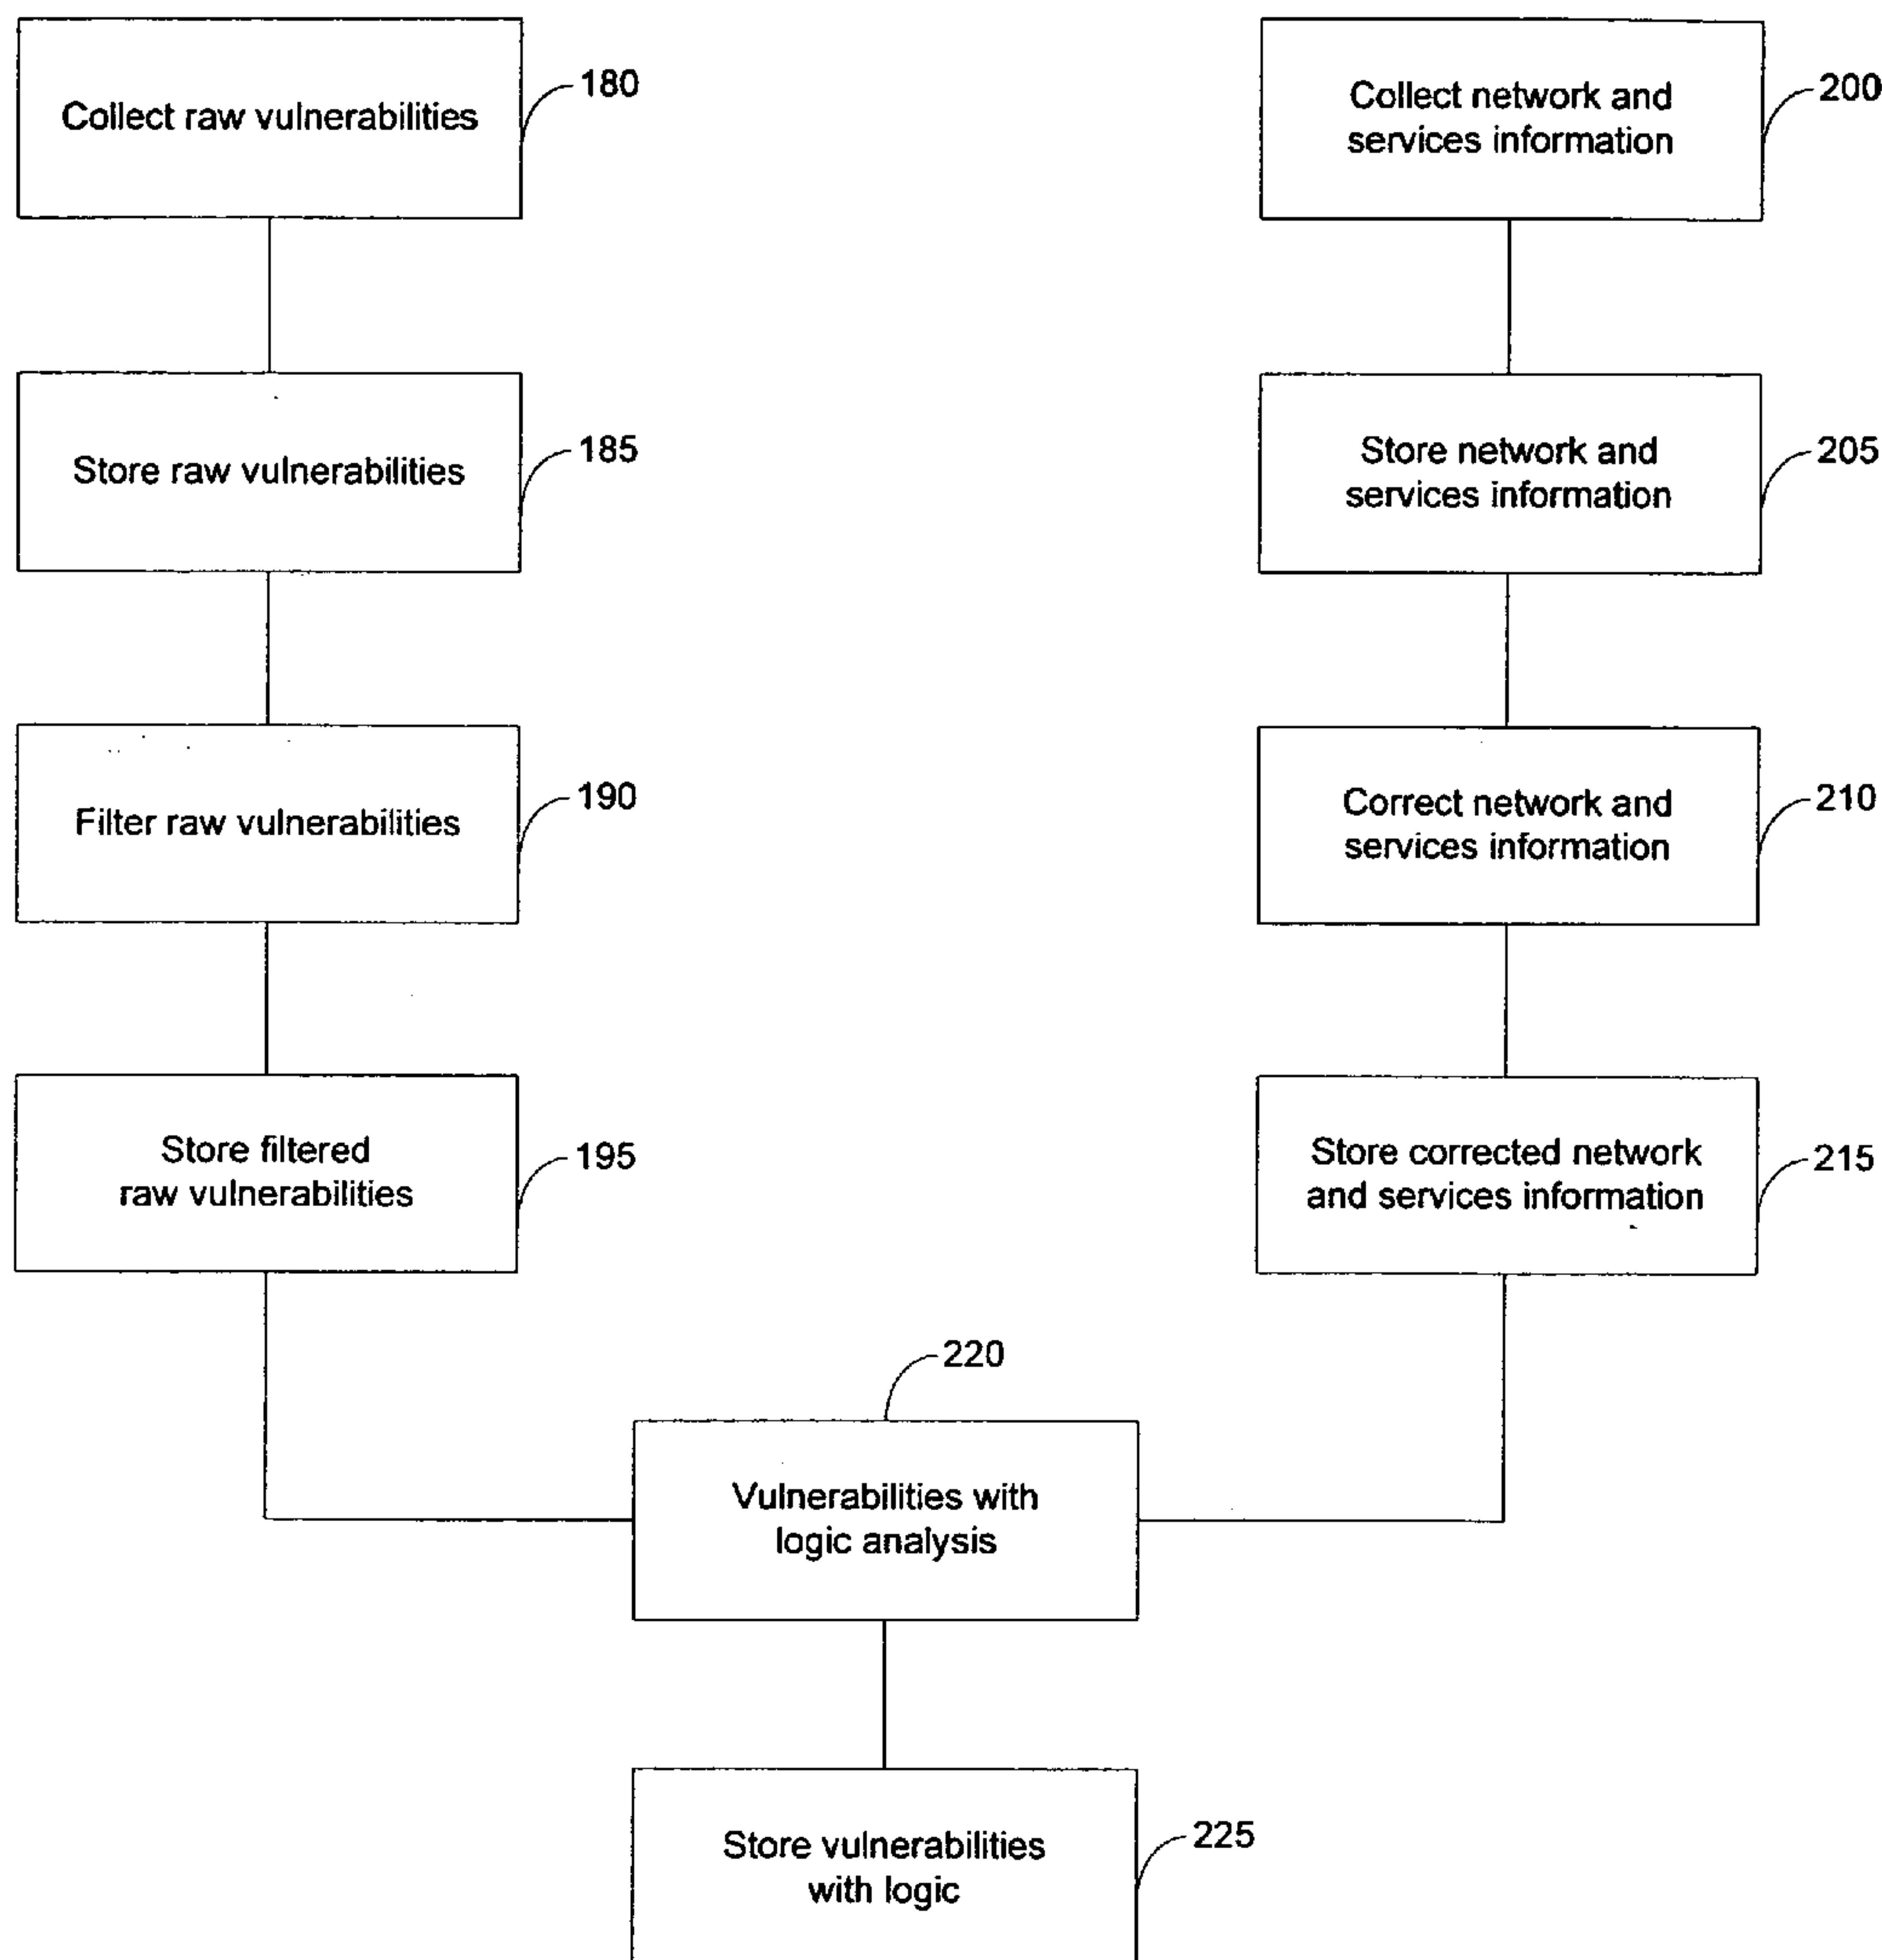 Collect raw vulnerabilities
180
Collect network and
services information
200
Store raw vulnerabilities
185
Store network and
services information
205
Filter raw vulnerabilities
190
Correct network and
services information
210
Store filtered
raw vulnerabilities
195
Store corrected network
and services information
215
220
Vulnerabilities with
logic analysis
Store vulnerabilities
with logic
225